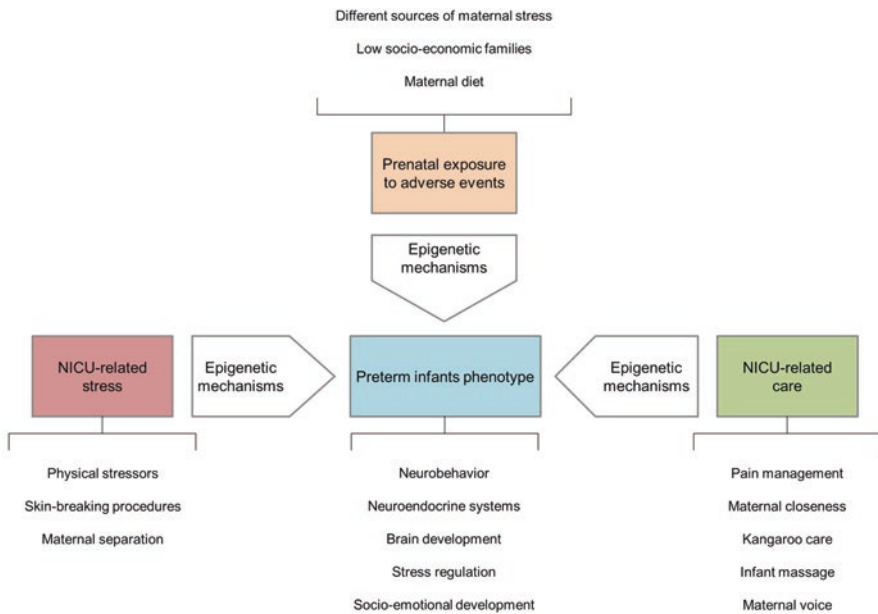 Different sources of maternal stress
Low socio-economic families
Maternal diet
Prenatal exposure
to adverse events
Epigenetic
mechanisms
NICU-related
stress
Epigenetic
mechanisms
Preterm infants phenotype
Epigenetic
mechanisms
NICU-related
care
Physical stressors
Skin-breaking procedures
Maternal separation
Neurobehavior
Neuroendocrine systems
Brain development
Stress regulation
Socio-emotional development
Pain management
Maternal closeness
Kangaroo care
Infant massage
Maternal voice